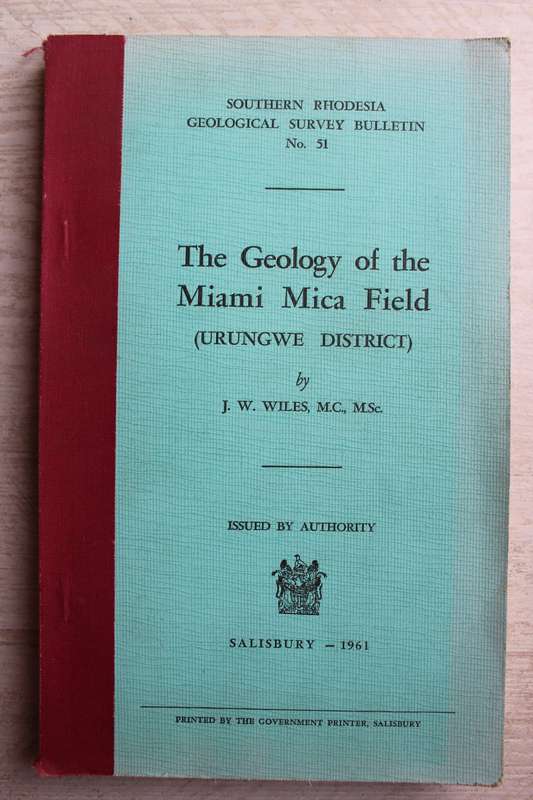 SOUTHERN RHODESIA
GEOLOGICAL SURVEY BULLETIN
No. 51
The Geology of the
Miami Mica Field
(URUNGWE DISTRICT)
by
J. W. WILES, M.C., M.Sc.
ISSUED BY AUTHORITY
SALISBURY – 1961
PRINTED BY THE GOVERNMENT PRINTER, SALISBURY